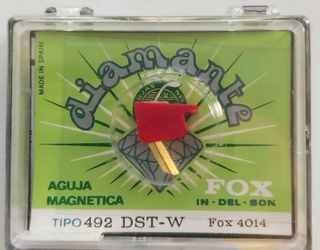 MADE IN SPAIN
diamante
AGUJA
MAGNETICA
FOX
IN-DEL-SON
TIPO 492 DST-W Fox 4014